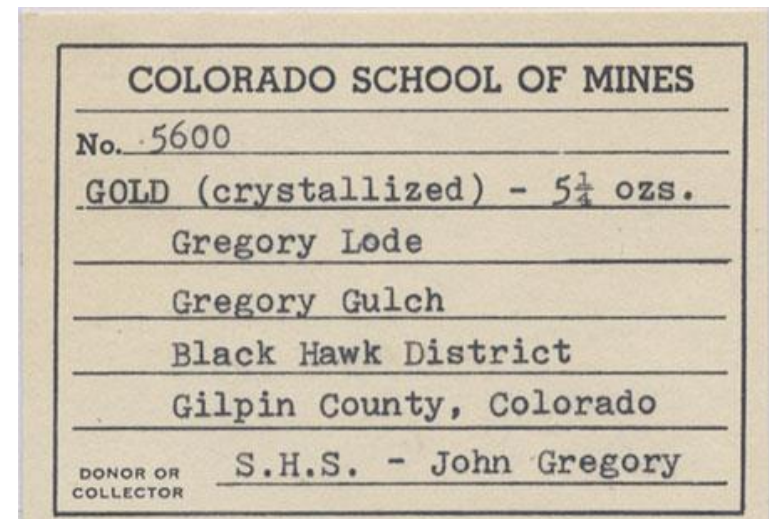 COLORADO SCHOOL OF MINES
No. 5600
GOLD (crystallized) - 5¼ ozs.
Gregory Lode
Gregory Gulch
Black Hawk District
Gilpin County, Colorado
DONOR OR COLLECTOR S.H.S. - John Gregory